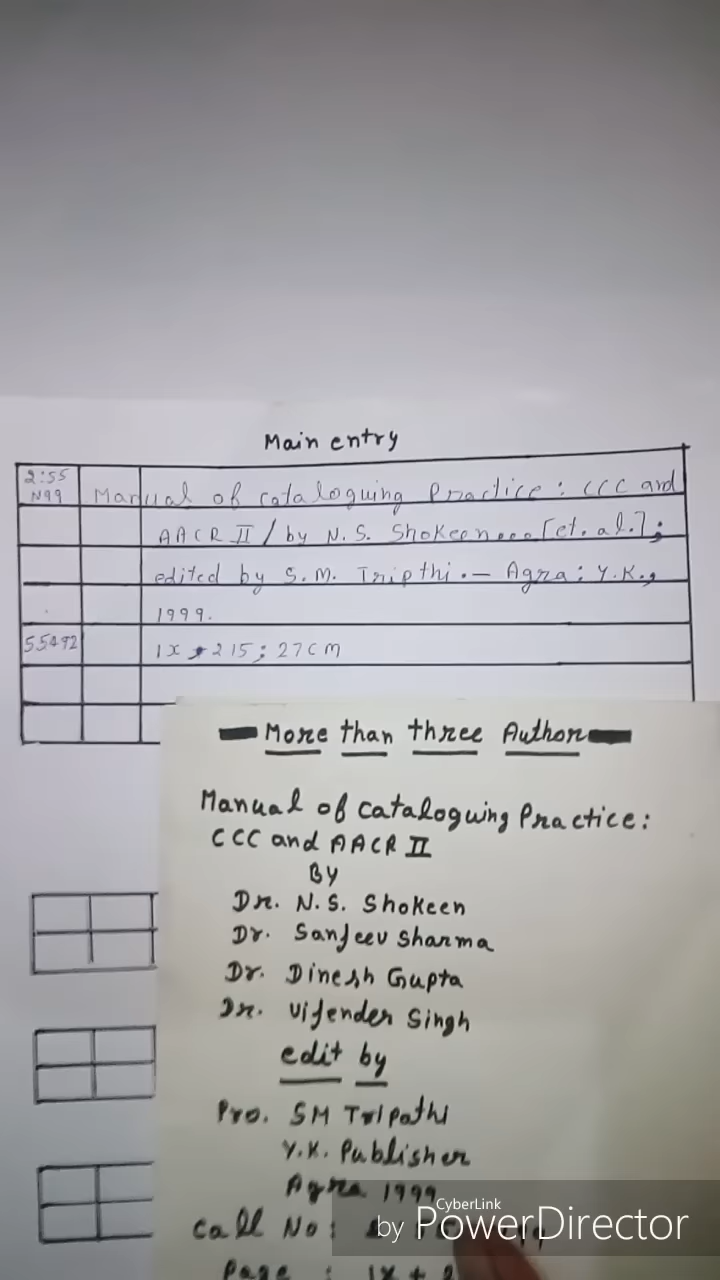 Main entry
2:55
N99
Manual of cataloguing Practice: CCC and
AACR II / by N.S. Shokeen... [et. al.];
edited by S.M. Tripthi. — Agra: Y.K.,
1999.
55492
ix, 215; 27cm
More than three Author
Manual of cataloguing Practice:
CCC and AACR II
By
Dr. N.S. Shokeen
Dr. Sanjeev Sharma
Dr. Dinesh Gupta
Dr. Vijender Singh
edit by
Pro. SM Tripathi
Y.K. Publisher
Agra 1999
Call No:
Page : ix + 2
CyberLink
by PowerDirector